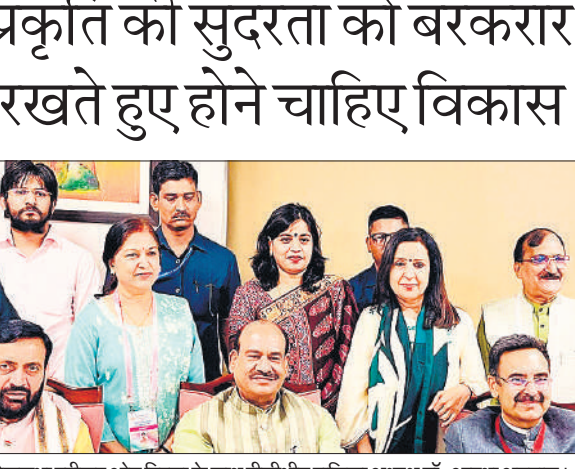 प्रकृति की सुंदरता को बरकरार
रखते हुए होने चाहिए विकास